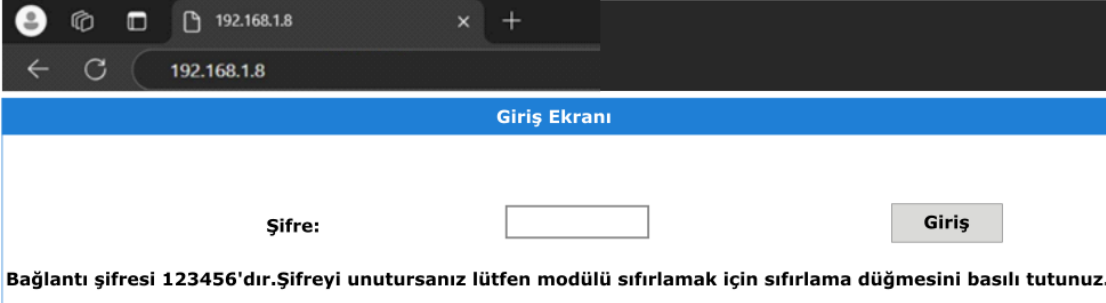 192.168.1.8
192.168.1.8
Giriş Ekranı
Şifre: Giriş
Bağlantı şifresi 123456'dır.Şifreyi unutursanız lütfen modülü sıfırlamak için sıfırlama düğmesini basılı tutunuz.